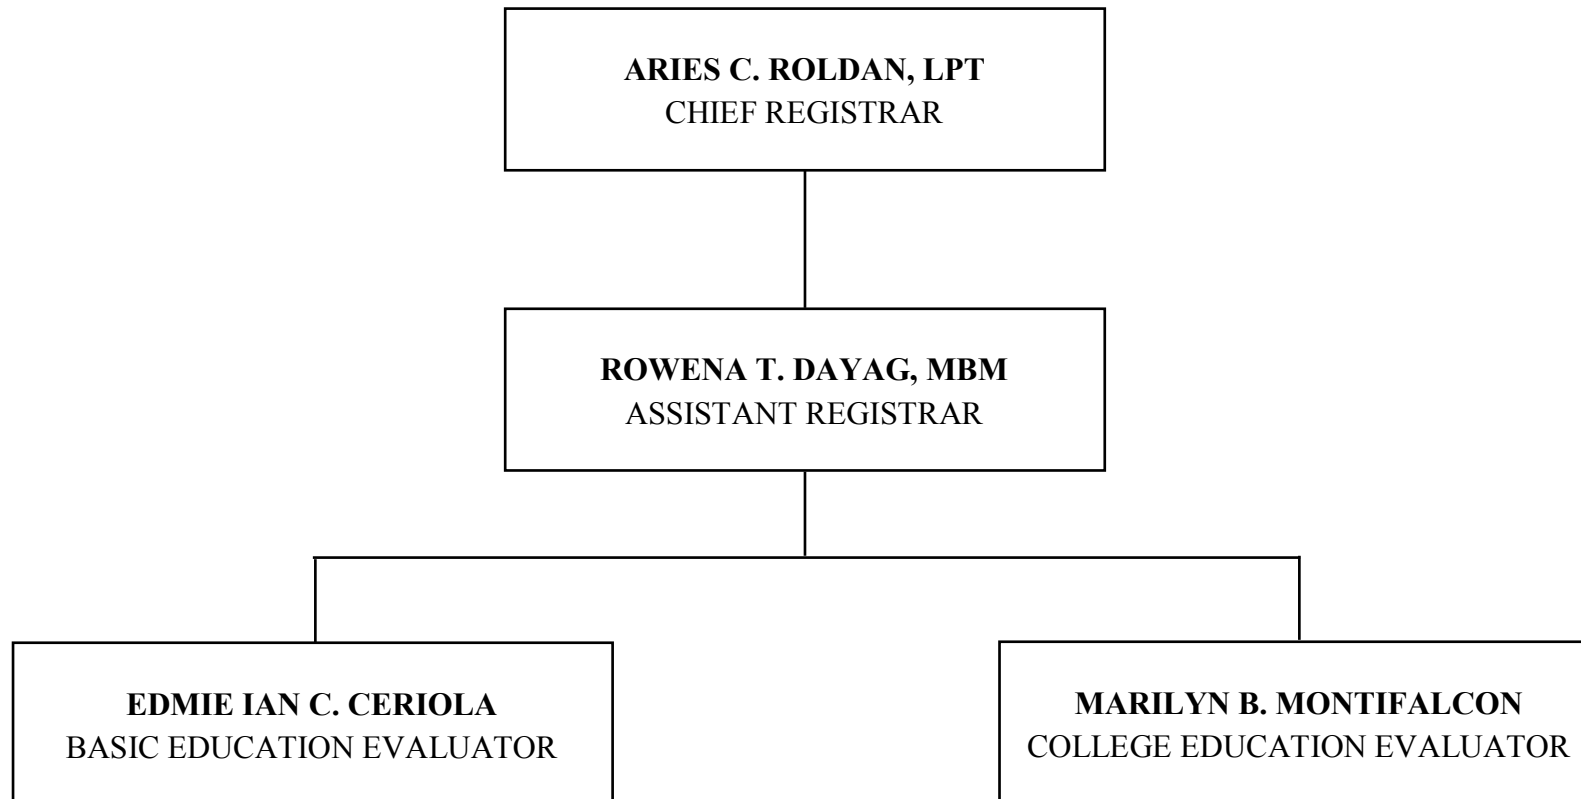 ARIES C. ROLDAN, LPT
CHIEF REGISTRAR
ROWENA T. DAYAG, MBM
ASSISTANT REGISTRAR
EDMIE IAN C. CERIOLA
BASIC EDUCATION EVALUATOR
MARILYN B. MONTIFALCON
COLLEGE EDUCATION EVALUATOR